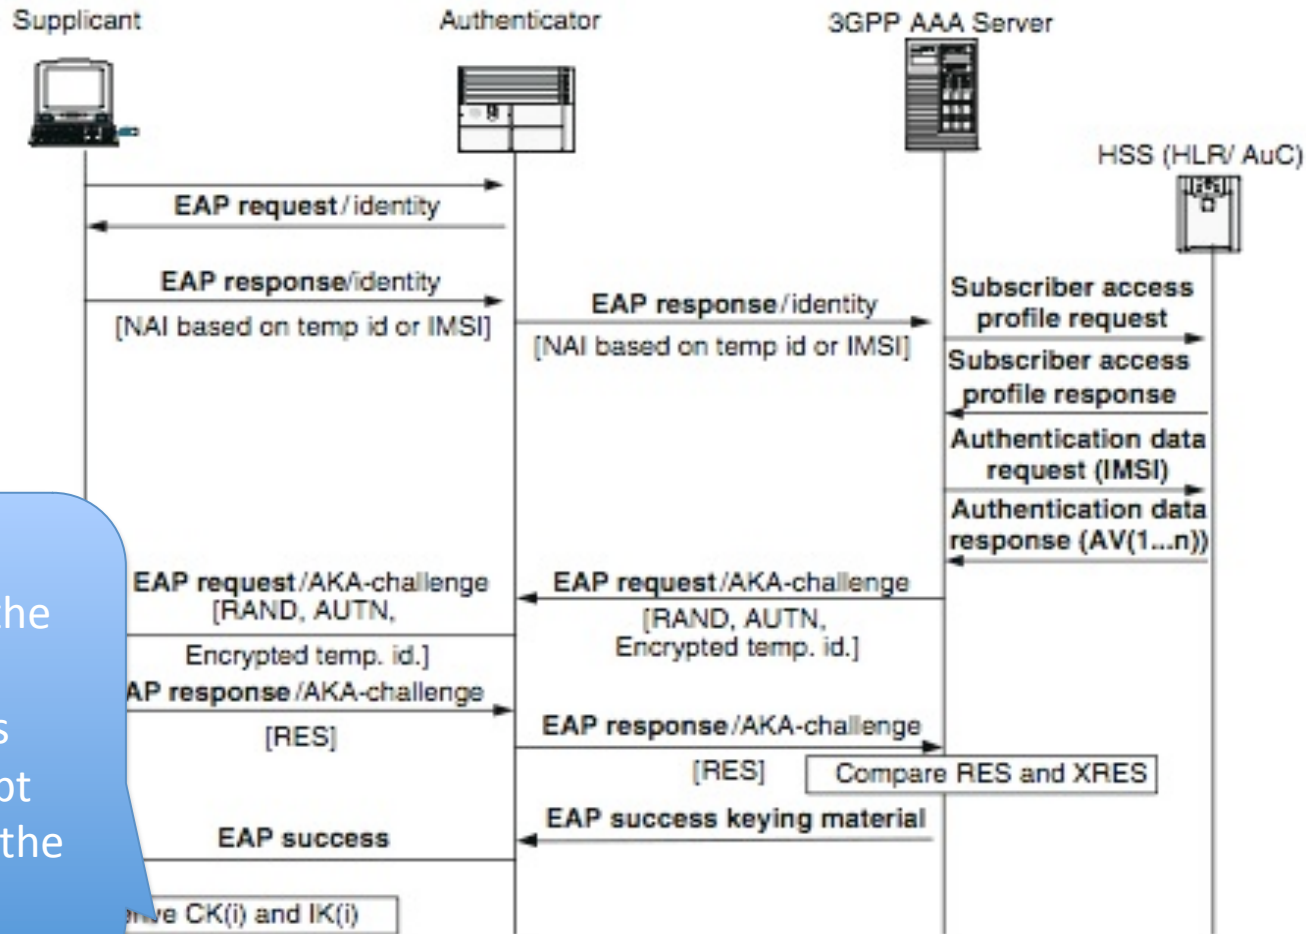 Supplicant
Authenticator
3GPP AAA Server
HSS (HLR/ AuC)
EAP request/identity
EAP response/identity
[NAI based on temp id or IMSI]
EAP response/identity
[NAI based on temp id or IMSI]
Subscriber access
profile request
Subscriber access
profile response
Authentication data
request (IMSI)
Authentication data
response (AV(1...n))
EAP request/AKA-challenge
[RAND, AUTN,
Encrypted temp. id.]
EAP request/AKA-challenge
[RAND, AUTN,
Encrypted temp. id.]
AP response/AKA-challenge
[RES]
EAP response/AKA-challenge
[RES]
Compare RES and XRES
EAP success keying material
EAP success
CK(i) and IK(i)
the
the